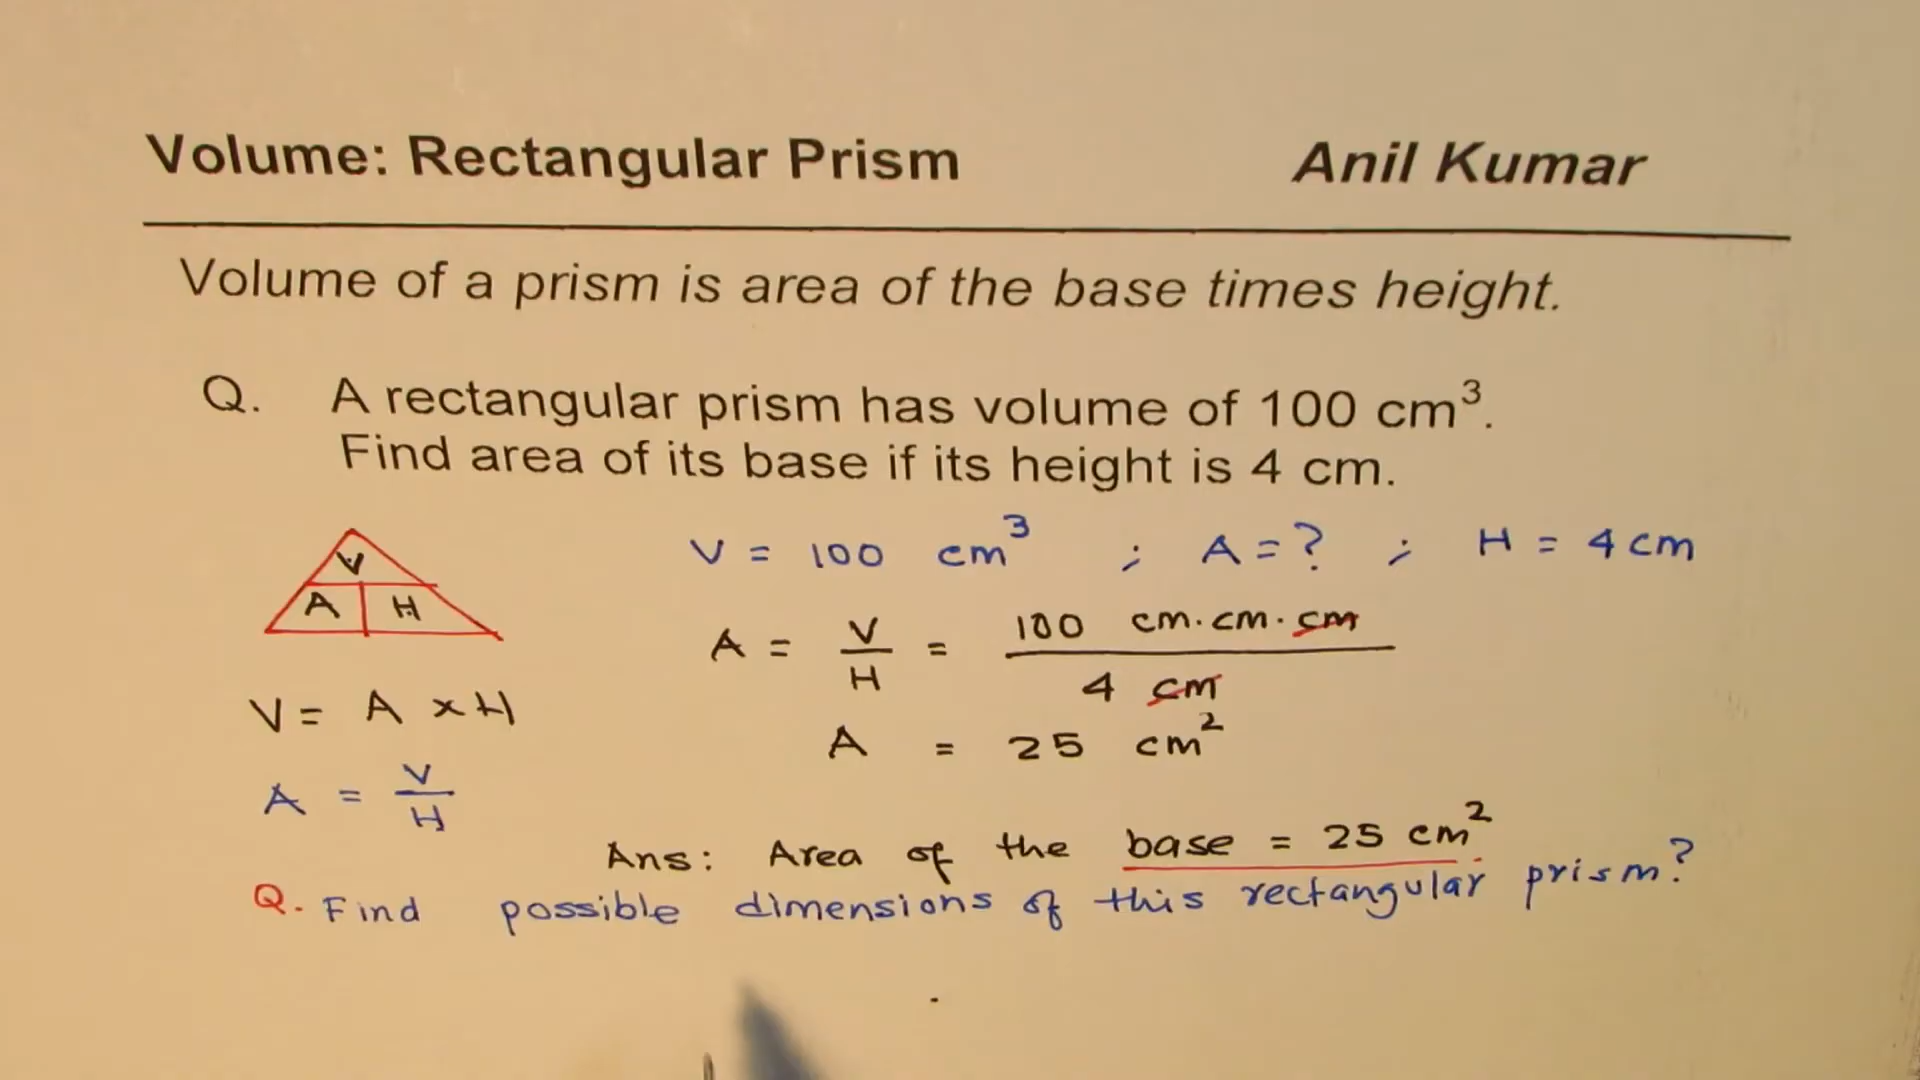 Volume: Rectangular Prism Anil Kumar
Volume of a prism is area of the base times height.
Q. A rectangular prism has volume of 100 cm³.
Find area of its base if its height is 4 cm.
V = 100 cm³ ; A = ? ; H = 4 cm
V
A H
A = V/H = 100 cm·cm·cm / 4 cm
V = A x H
A = 25 cm²
A = V/H
Ans: Area of the base = 25 cm²
Q. Find possible dimensions of this rectangular prism?